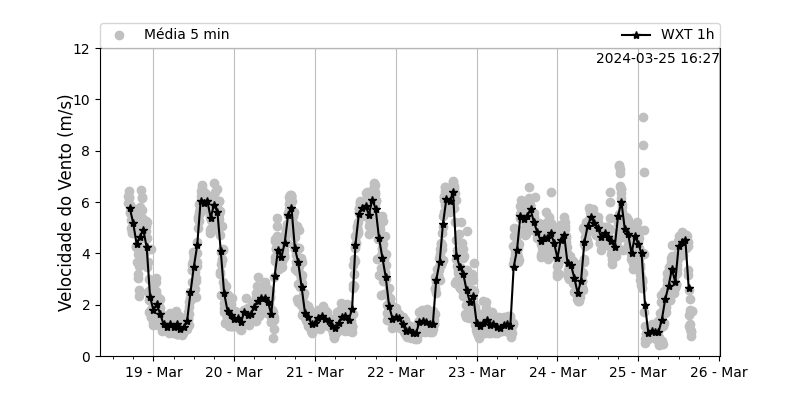 Média 5 min WXT 1h
2024-03-25 16:27
Velocidade do Vento (m/s)
12
10
8
6
4
2
0
19 - Mar 20 - Mar 21 - Mar 22 - Mar 23 - Mar 24 - Mar 25 - Mar 26 - Mar